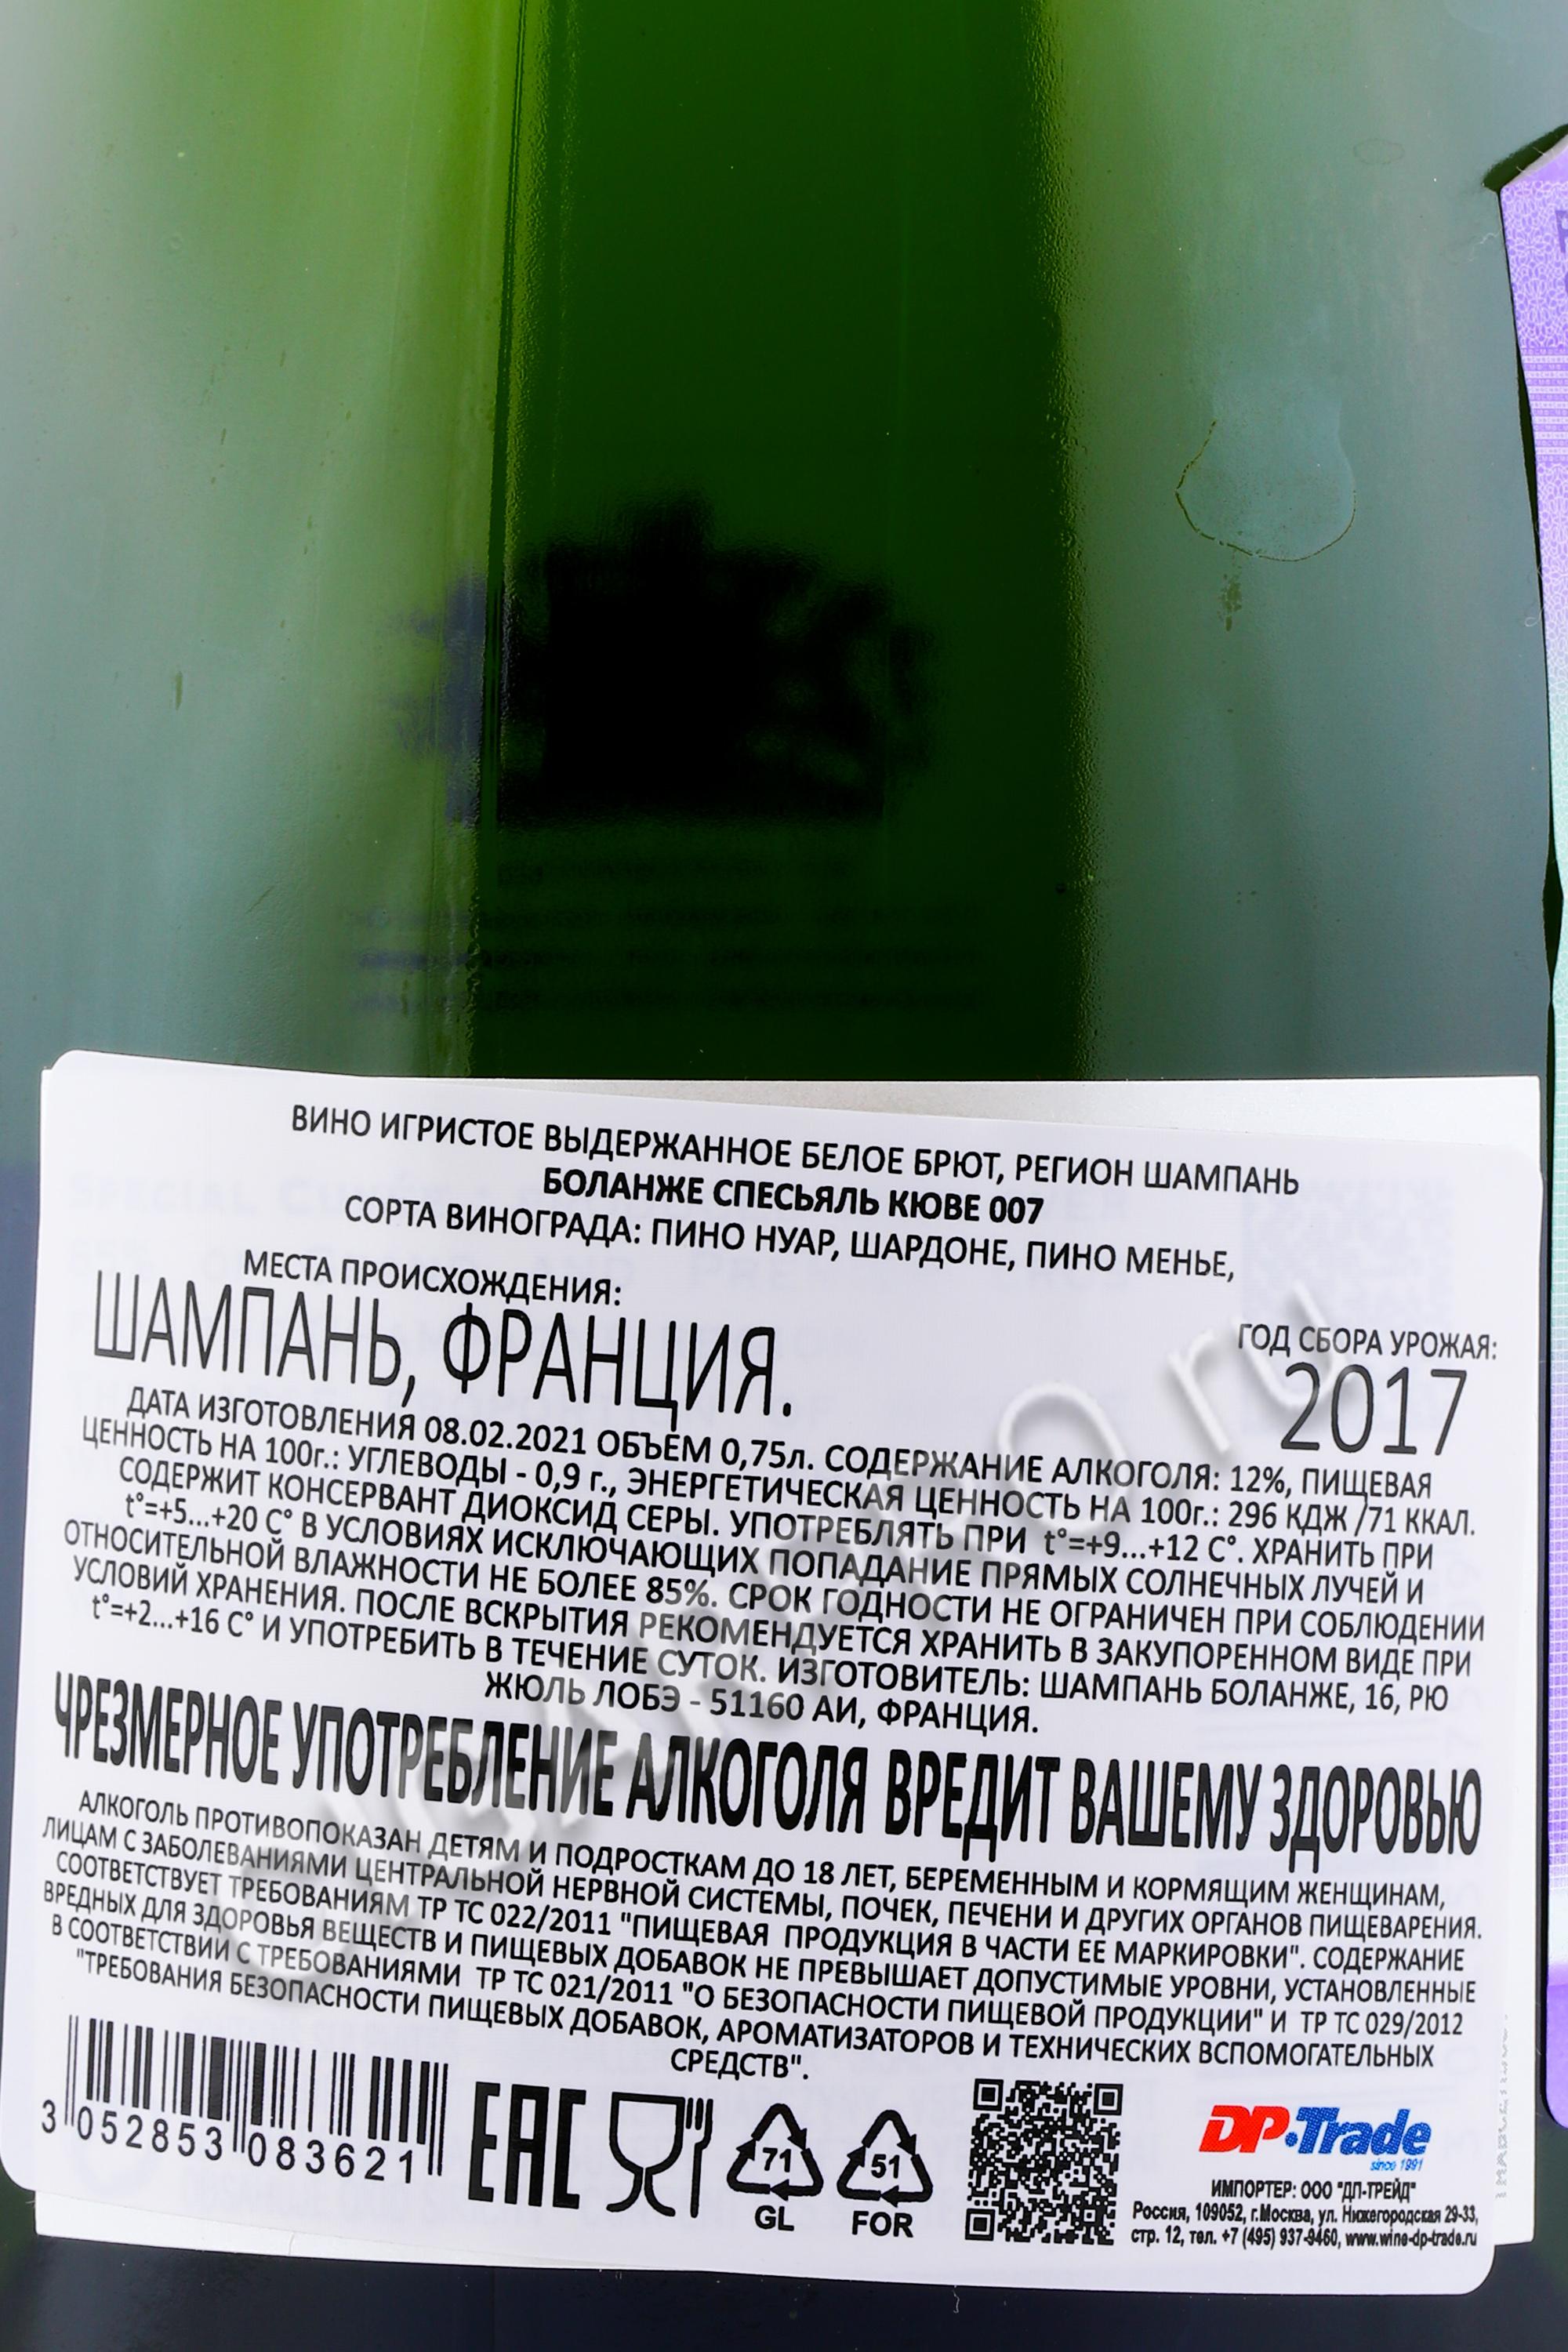 ВИНО ИГРИСТОЕ ВЫДЕРЖАННОЕ БЕЛОЕ БРЮТ, РЕГИОН ШАМПАНЬ
БОЛАНЖЕ СПЕСЬЯЛЬ КЮВЕ 007
СОРТА ВИНОГРАДА: ПИНО НУАР, ШАРДОНЕ, ПИНО МЕНЬЕ,
МЕСТА ПРОИСХОЖДЕНИЯ:
ШАМПАНЬ, ФРАНЦИЯ.
ГОД СБОРА УРОЖАЯ:
2017
ДАТА ИЗГОТОВЛЕНИЯ 08.02.2021 ОБЪЕМ 0,75л. СОДЕРЖАНИЕ АЛКОГОЛЯ: 12%, ПИЩЕВАЯ
ЦЕННОСТЬ НА 100г.: УГЛЕВОДЫ - 0,9 г., ЭНЕРГЕТИЧЕСКАЯ ЦЕННОСТЬ НА 100г.: 296 КДЖ /71 ККАЛ.
СОДЕРЖИТ КОНСЕРВАНТ ДИОКСИД СЕРЫ. УПОТРЕБЛЯТЬ ПРИ t°=+9...+12 С°. ХРАНИТЬ ПРИ
t°=+5...+20 С° В УСЛОВИЯХ ИСКЛЮЧАЮЩИХ ПОПАДАНИЕ ПРЯМЫХ СОЛНЕЧНЫХ ЛУЧЕЙ И
ОТНОСИТЕЛЬНОЙ ВЛАЖНОСТИ НЕ БОЛЕЕ 85%. СРОК ГОДНОСТИ НЕ ОГРАНИЧЕН ПРИ СОБЛЮДЕНИИ
УСЛОВИЙ ХРАНЕНИЯ. ПОСЛЕ ВСКРЫТИЯ РЕКОМЕНДУЕТСЯ ХРАНИТЬ В ЗАКУПОРЕННОМ ВИДЕ ПРИ
t°=+2...+16 С° И УПОТРЕБИТЬ В ТЕЧЕНИЕ СУТОК. ИЗГОТОВИТЕЛЬ: ШАМПАНЬ БОЛАНЖЕ, 16, РЮ
ЖЮЛЬ ЛОБЭ - 51160 АИ, ФРАНЦИЯ.
ЧРЕЗМЕРНОЕ УПОТРЕБЛЕНИЕ АЛКОГОЛЯ ВРЕДИТ ВАШЕМУ ЗДОРОВЬЮ
АЛКОГОЛЬ ПРОТИВОПОКАЗАН ДЕТЯМ И ПОДРОСТКАМ ДО 18 ЛЕТ, БЕРЕМЕННЫМ И КОРМЯЩИМ ЖЕНЩИНАМ,
ЛИЦАМ С ЗАБОЛЕВАНИЯМИ ЦЕНТРАЛЬНОЙ НЕРВНОЙ СИСТЕМЫ, ПОЧЕК, ПЕЧЕНИ И ДРУГИХ ОРГАНОВ ПИЩЕВАРЕНИЯ.
СООТВЕТСТВУЕТ ТРЕБОВАНИЯМ ТР ТС 022/2011 "ПИЩЕВАЯ ПРОДУКЦИЯ В ЧАСТИ ЕЕ МАРКИРОВКИ". СОДЕРЖАНИЕ
ВРЕДНЫХ ДЛЯ ЗДОРОВЬЯ ВЕЩЕСТВ И ПИЩЕВЫХ ДОБАВОК НЕ ПРЕВЫШАЕТ ДОПУСТИМЫЕ УРОВНИ, УСТАНОВЛЕННЫЕ
В СООТВЕТСТВИИ С ТРЕБОВАНИЯМИ ТР ТС 021/2011 "О БЕЗОПАСНОСТИ ПИЩЕВОЙ ПРОДУКЦИИ" И ТР ТС 029/2012
"ТРЕБОВАНИЯ БЕЗОПАСНОСТИ ПИЩЕВЫХ ДОБАВОК, АРОМАТИЗАТОРОВ И ТЕХНИЧЕСКИХ ВСПОМОГАТЕЛЬНЫХ
СРЕДСТВ".
3 052853 083621
EAC
71
GL
51
FOR
DP-Trade
since 1991
ИМПОРТЕР: ООО "ДП-ТРЕЙД"
Россия, 109052, г.Москва, ул. Нижегородская 29-33,
стр. 12, тел. +7 (495) 937-9460, www.wine-dp-trade.ru